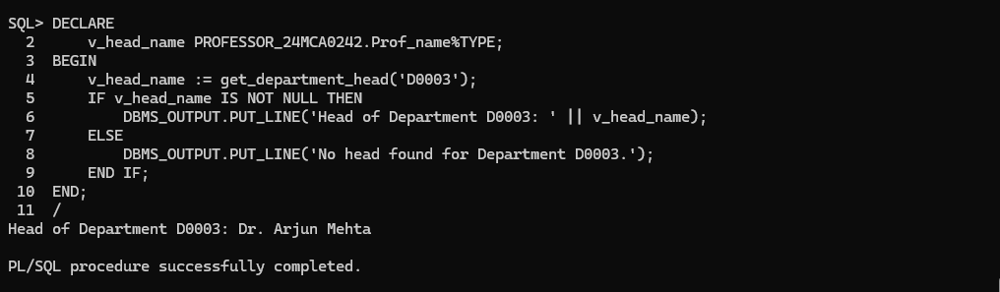 SQL> DECLARE
  2      v_head_name PROFESSOR_24MCA0242.Prof_name%TYPE;
  3  BEGIN
  4      v_head_name := get_department_head('D0003');
  5      IF v_head_name IS NOT NULL THEN
  6          DBMS_OUTPUT.PUT_LINE('Head of Department D0003: ' || v_head_name);
  7      ELSE
  8          DBMS_OUTPUT.PUT_LINE('No head found for Department D0003.');
  9      END IF;
 10  END;
 11  /
Head of Department D0003: Dr. Arjun Mehta

PL/SQL procedure successfully completed.